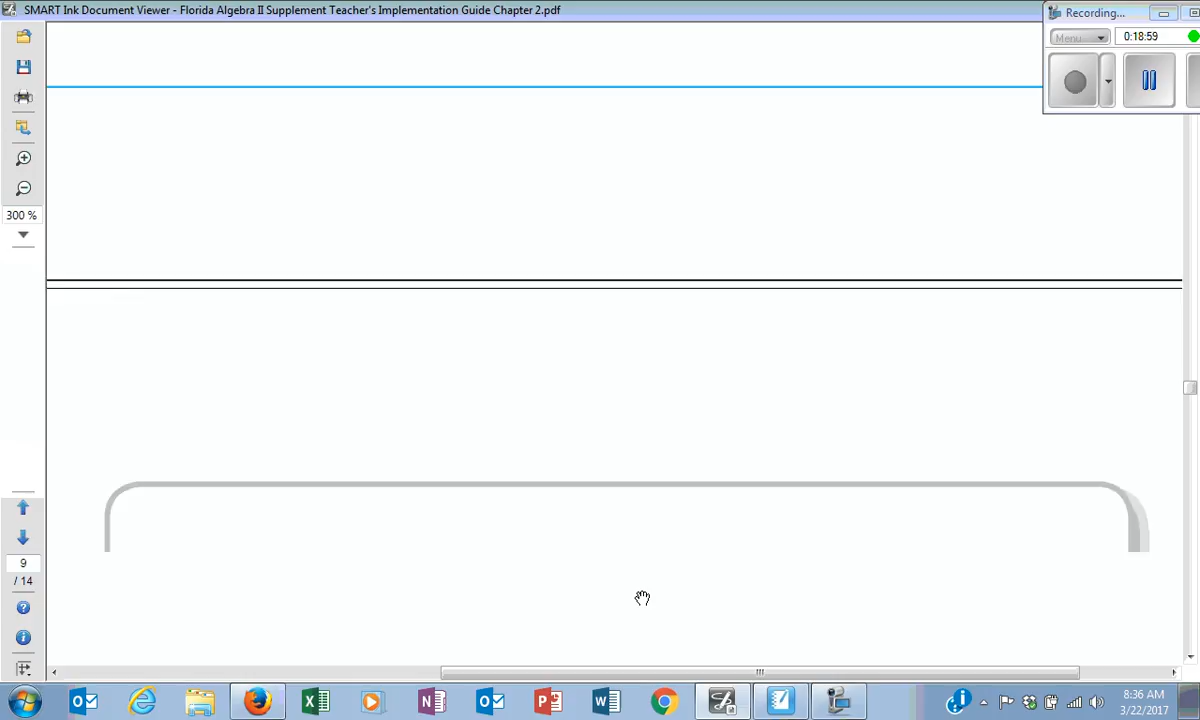 SMART Ink Document Viewer - Florida Algebra II Supplement Teacher's Implementation Guide Chapter 2.pdf
Recording...
Menu
0:18:59
300 %
9
/ 14
8:36 AM
3/22/2017